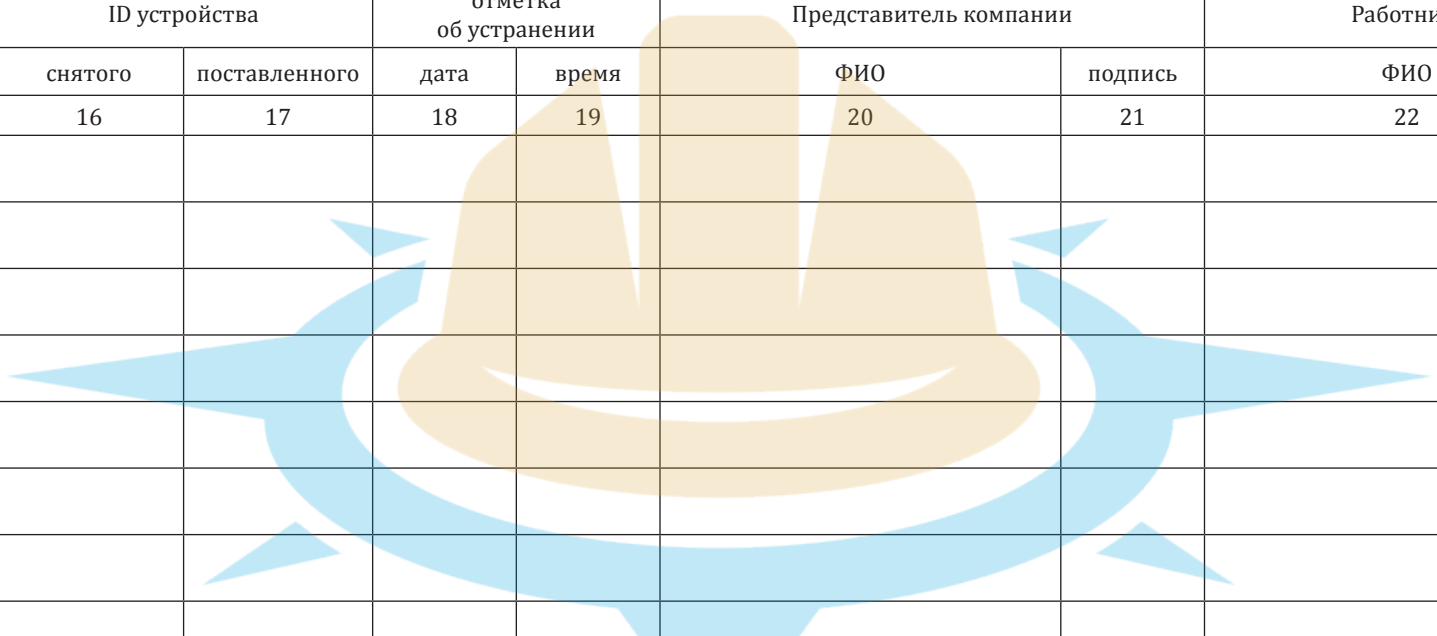 ID устройства
отметка
об устранении
Представитель компании
снятого поставленного дата время ФИО подпись ФИО
16 17 18 19 20 21 22